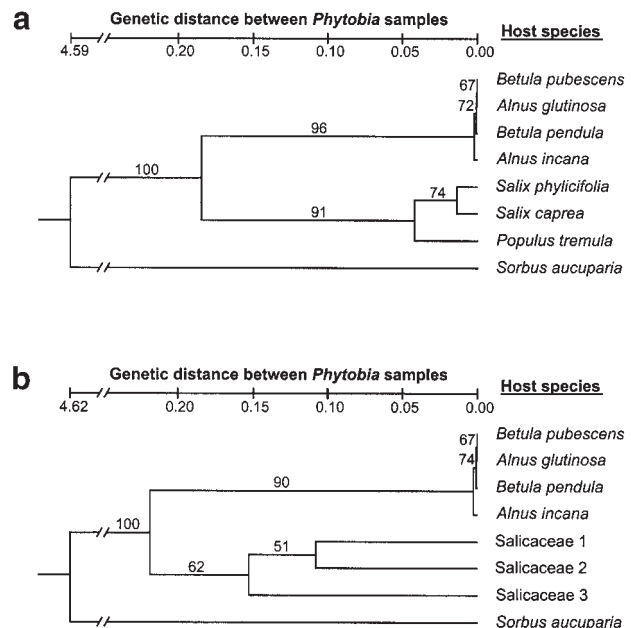 a
Genetic distance between Phytobia samples
Host species
4.59 0.20 0.15 0.10 0.05 0.00
67
Betula pubescens
72
Alnus glutinosa
96
Betula pendula
Alnus incana
100
74
Salix phylicifolia
91
Salix caprea
Populus tremula
Sorbus aucuparia
b
Genetic distance between Phytobia samples
Host species
4.62 0.20 0.15 0.10 0.05 0.00
67
Betula pubescens
74
Alnus glutinosa
90
Betula pendula
Alnus incana
100
51
Salicaceae 1
62
Salicaceae 2
Salicaceae 3
Sorbus aucuparia